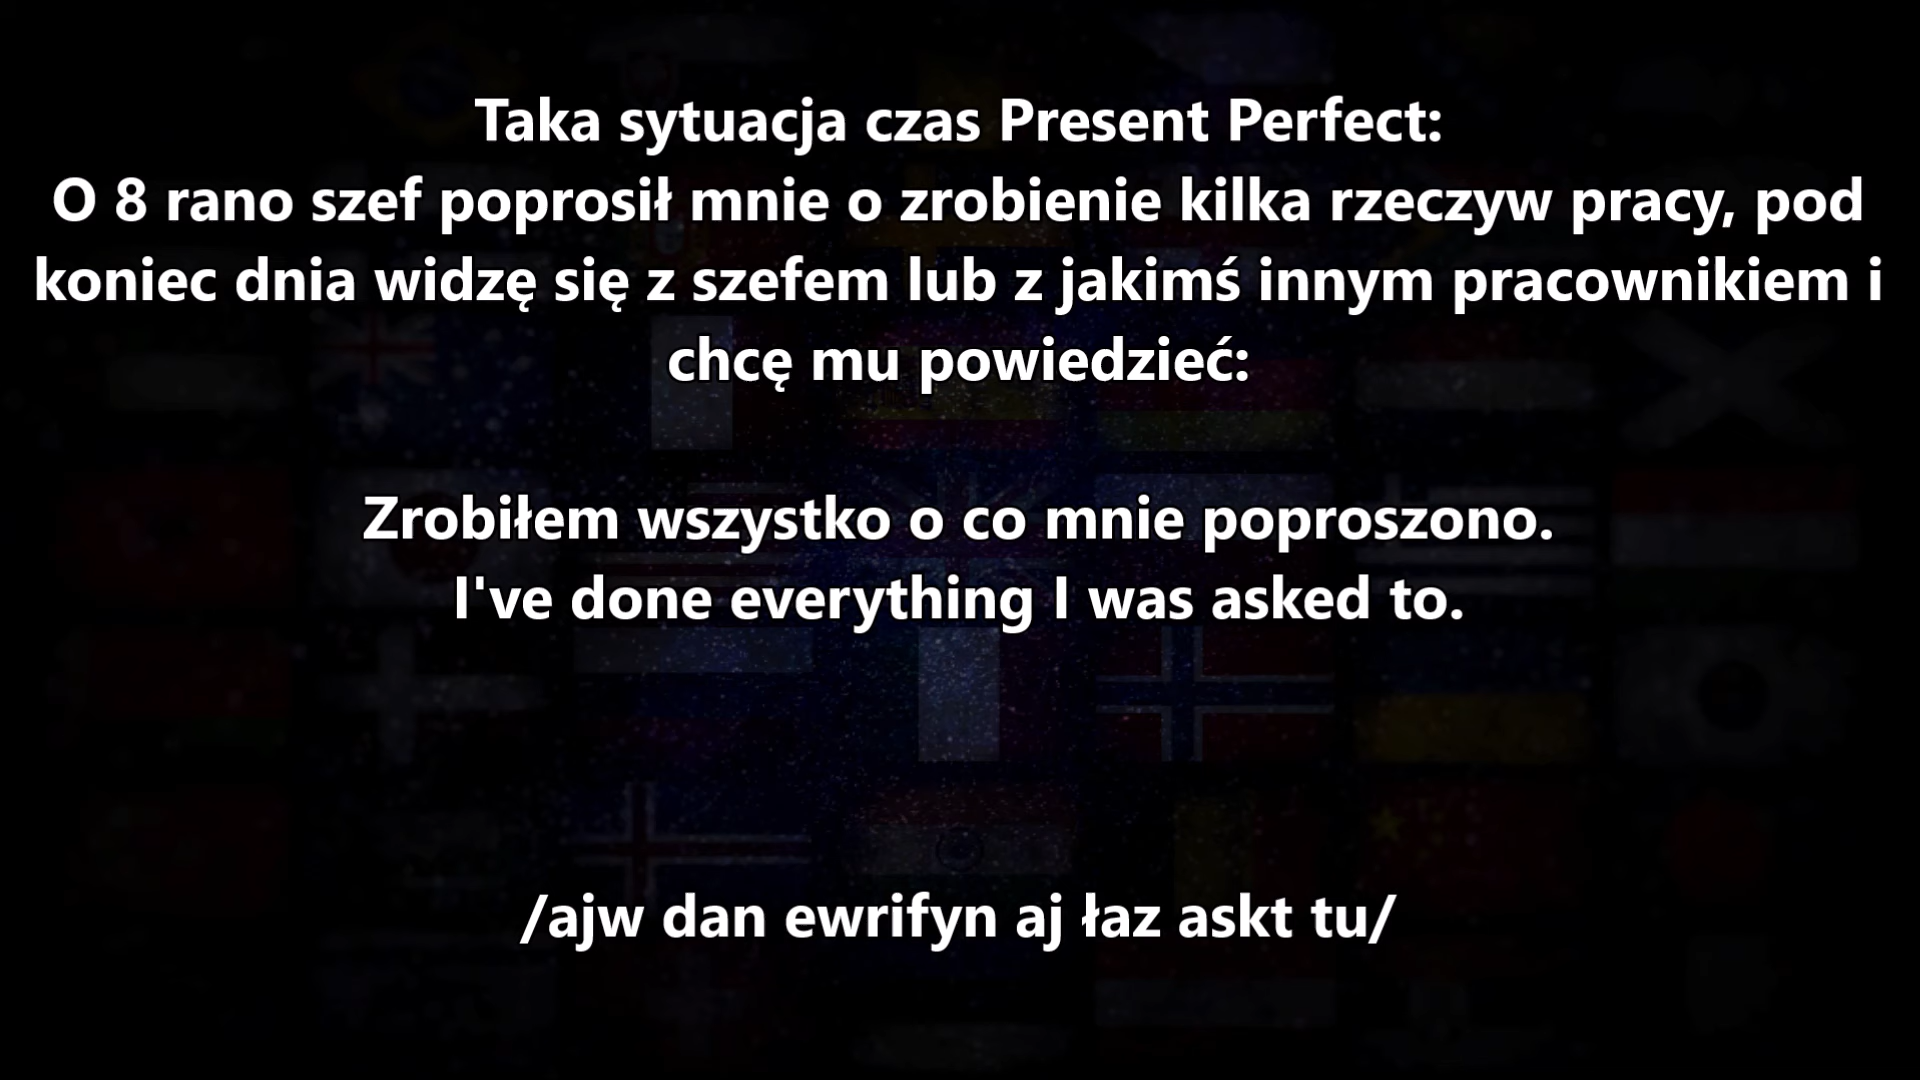 Taka sytuacja czas Present Perfect:
O 8 rano szef poprosił mnie o zrobienie kilka rzeczyw pracy, pod
koniec dnia widzę się z szefem lub z jakimś innym pracownikiem i
chcę mu powiedzieć:
Zrobiłem wszystko o co mnie poproszono.
I've done everything I was asked to.
/ajw dan ewrifyn aj łaz askt tu/